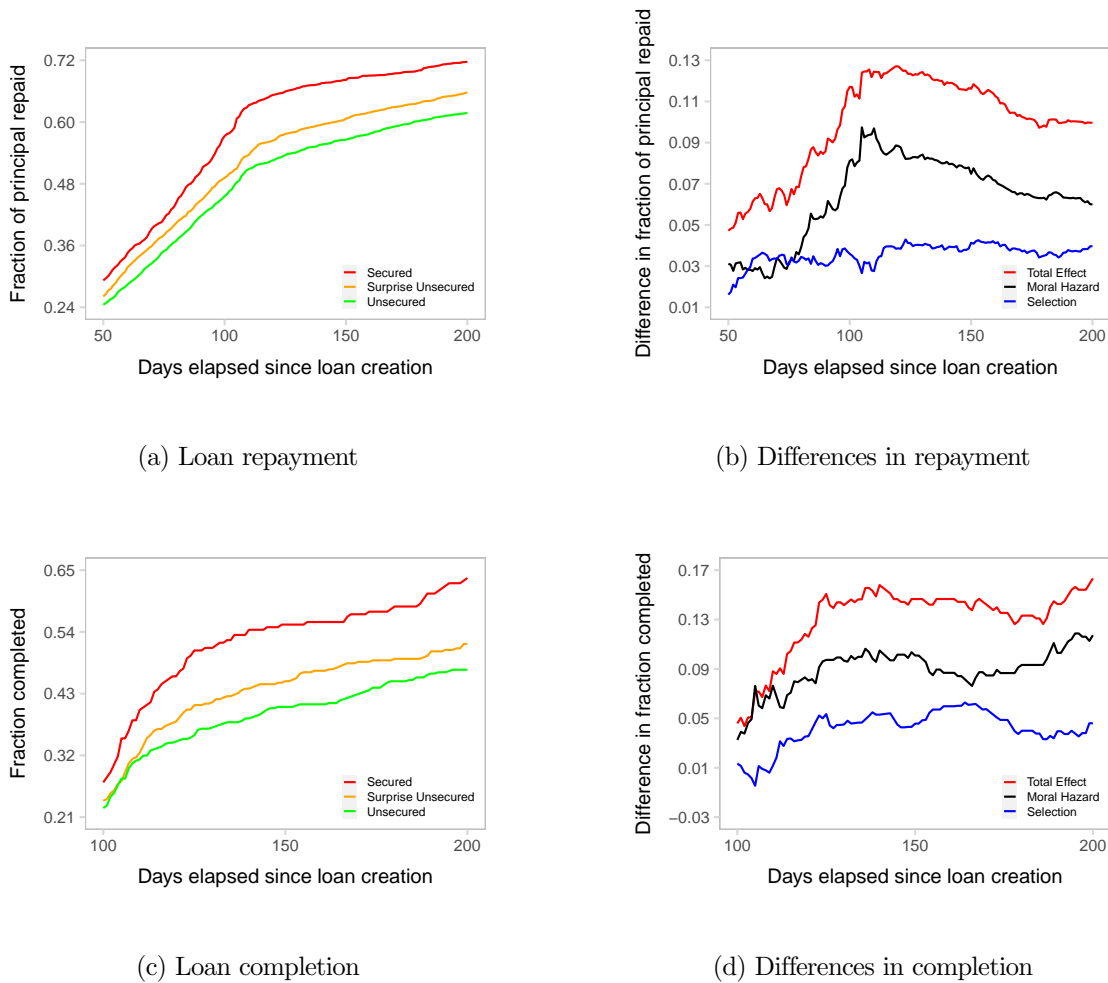 Fraction of principal repaid
0.72
0.60
0.48
0.36
0.24
Secured
Surprise Unsecured
Unsecured
50
100
150
200
Days elapsed since loan creation
(a) Loan repayment
Difference in fraction of principal repaid
0.13
0.11
0.09
0.07
0.05
0.03
0.01
Total Effect
Moral Hazard
Selection
50
100
150
200
Days elapsed since loan creation
(b) Differences in repayment
Fraction completed
0.65
0.54
0.43
0.32
0.21
Secured
Surprise Unsecured
Unsecured
100
150
200
Days elapsed since loan creation
(c) Loan completion
Difference in fraction completed
0.17
0.13
0.09
0.05
0.01
−0.03
Total Effect
Moral Hazard
Selection
100
150
200
Days elapsed since loan creation
(d) Differences in completion